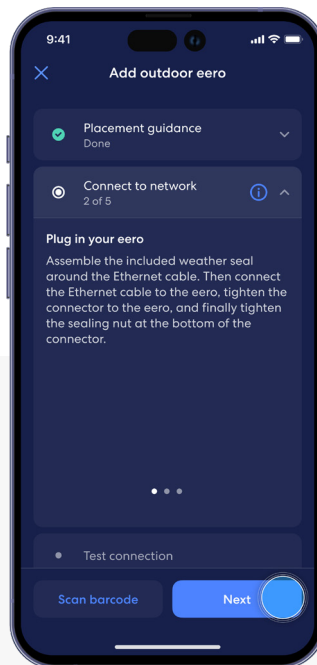 9:41
Add outdoor eero
Placement guidance
Done
Connect to network
2 of 5
Plug in your eero
Assemble the included weather seal
around the Ethernet cable. Then connect
the Ethernet cable to the eero, tighten the
connector to the eero, and finally tighten
the sealing nut at the bottom of the
connector.
Test connection
Scan barcode
Next